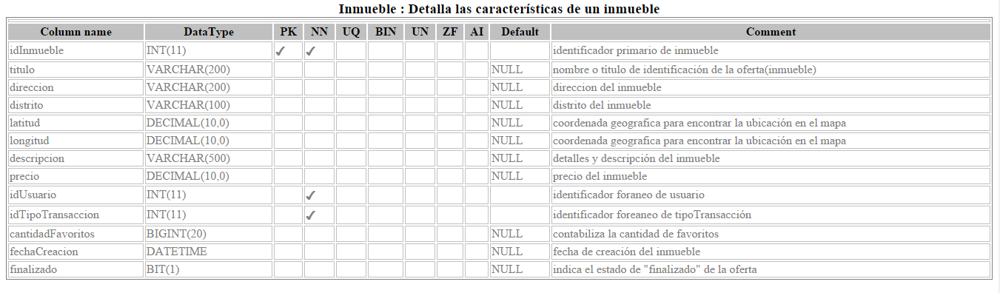 Inmueble : Detalla las característícas de un inmueble
Column name DataType PK NN UQ BIN UN ZF AI Default Comment
idInmueble INT(11) ✓ ✓ identificador primario de inmueble
titulo VARCHAR(200) NULL nombre o título de identificación de la oferta(inmueble)
direccion VARCHAR(200) NULL direccion del inmueble
distrito VARCHAR(100) NULL distrito del inmueble
latitud DECIMAL(10,0) NULL coordenada geografica para encontrar la ubicación en el mapa
longitud DECIMAL(10,0) NULL coordenada geografica para encontrar la ubicación en el mapa
descripcion VARCHAR(500) NULL detalles y descripción del inmueble
precio DECIMAL(10,0) NULL precio del inmueble
idUsuario INT(11) ✓ identificador foraneo de usuario
idTipoTransaccion INT(11) ✓ identificador foreaneo de tipoTransacción
cantidadFavoritos BIGINT(20) NULL contabiliza la cantidad de favoritos
fechaCreacion DATETIME NULL fecha de creación del inmueble
finalizado BIT(1) NULL indica el estado de "finalizado" de la oferta